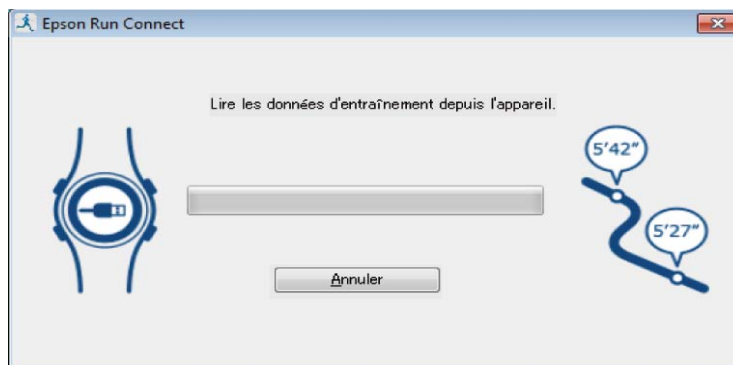 Epson Run Connect
Lire les données d'entraînement depuis l'appareil.
5'42"
5'27"
Annuler